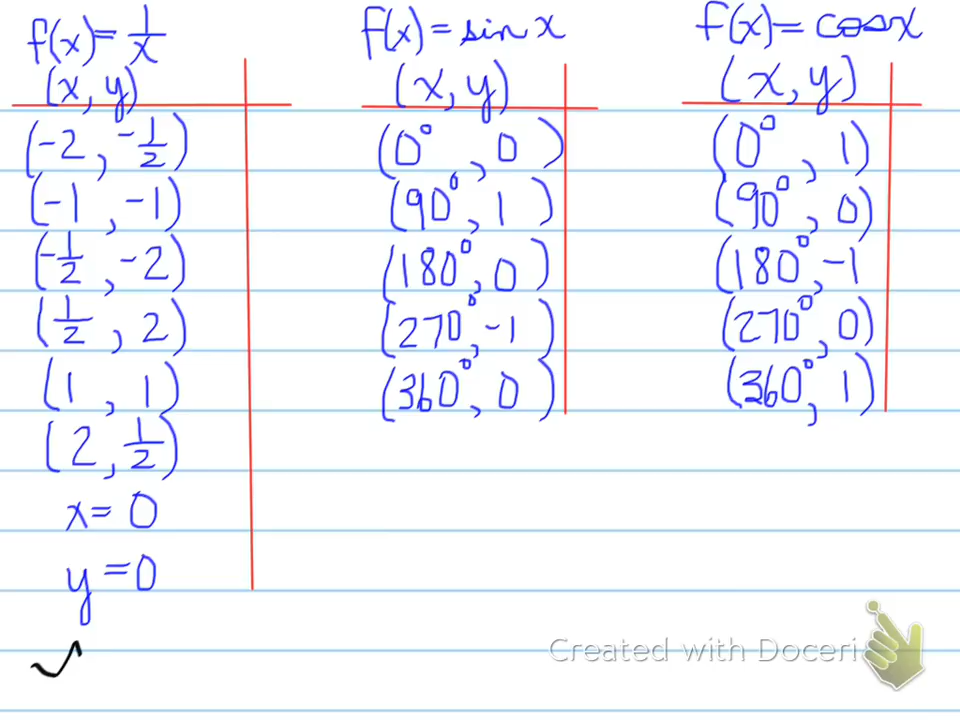 f(x) = 1/x
(x, y)
(-2, -1/2)
(-1, -1)
(-1/2, -2)
(1/2, 2)
(1, 1)
(2, 1/2)
x = 0
y = 0
f(x) = sin x
(x, y)
(0°, 0)
(90°, 1)
(180°, 0)
(270°, -1)
(360°, 0)
f(x) = cos x
(x, y)
(0°, 1)
(90°, 0)
(180°, -1
(270°, 0)
(360°, 1)
Created with Doceri